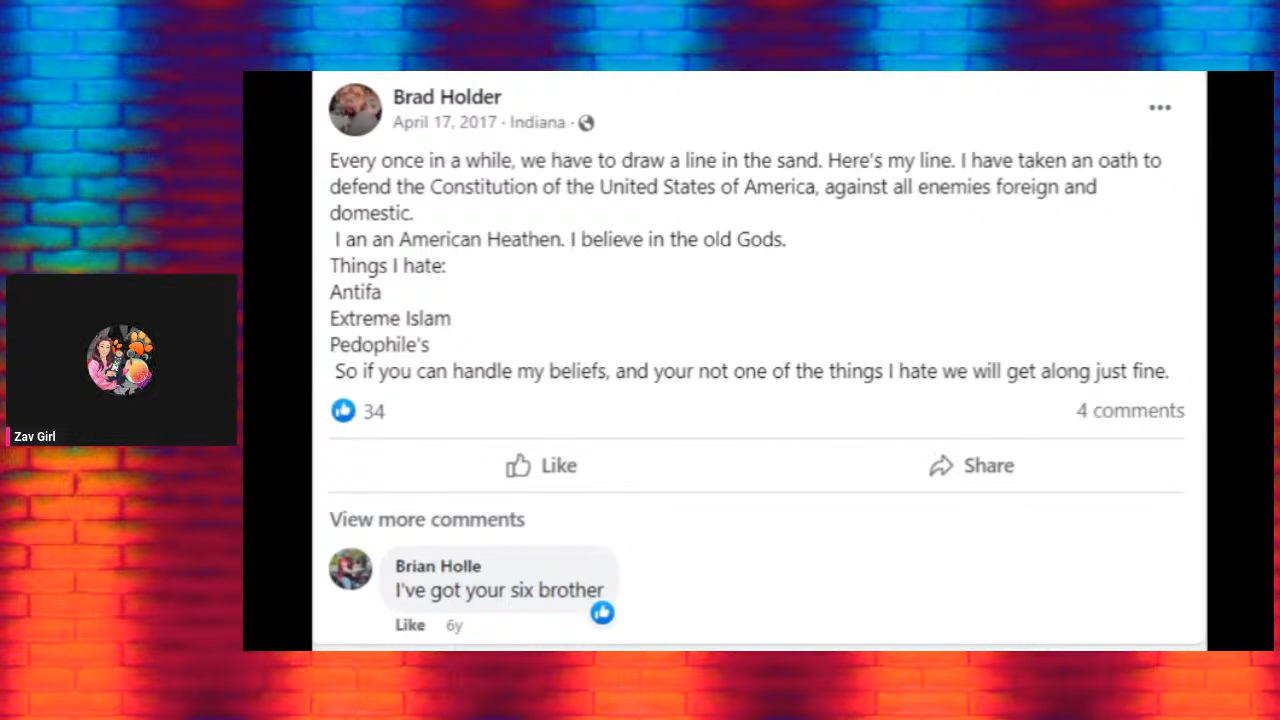 Brad Holder
April 17, 2017 · Indiana ·
Every once in a while, we have to draw a line in the sand. Here's my line. I have taken an oath to
defend the Constitution of the United States of America, against all enemies foreign and
domestic.
I an an American Heathen. I believe in the old Gods.
Things I hate:
Antifa
Extreme Islam
Pedophile's
So if you can handle my beliefs, and your not one of the things I hate we will get along just fine.
34
4 comments
Like
Share
View more comments
Brian Holle
I've got your six brother
Like 6y
Zav Girl